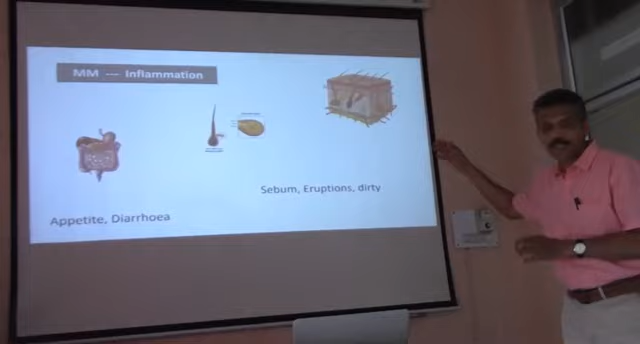 MM --- Inflammation
Sebum, Eruptions, dirty
Appetite, Diarrhoea